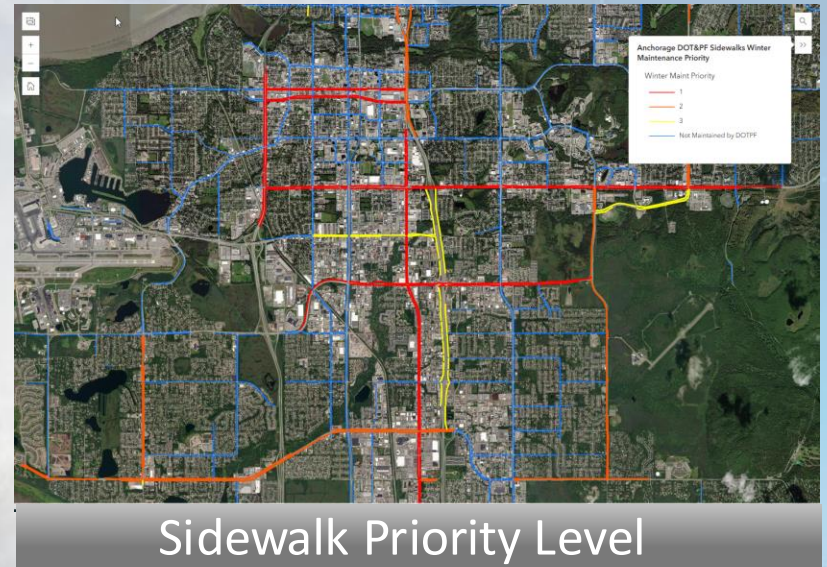 Anchorage DOT&PF Sidewalks Winter
Maintenance Priority
Winter Maint Priority
1
2
3
Not Maintained by DOTPF
Sidewalk Priority Level